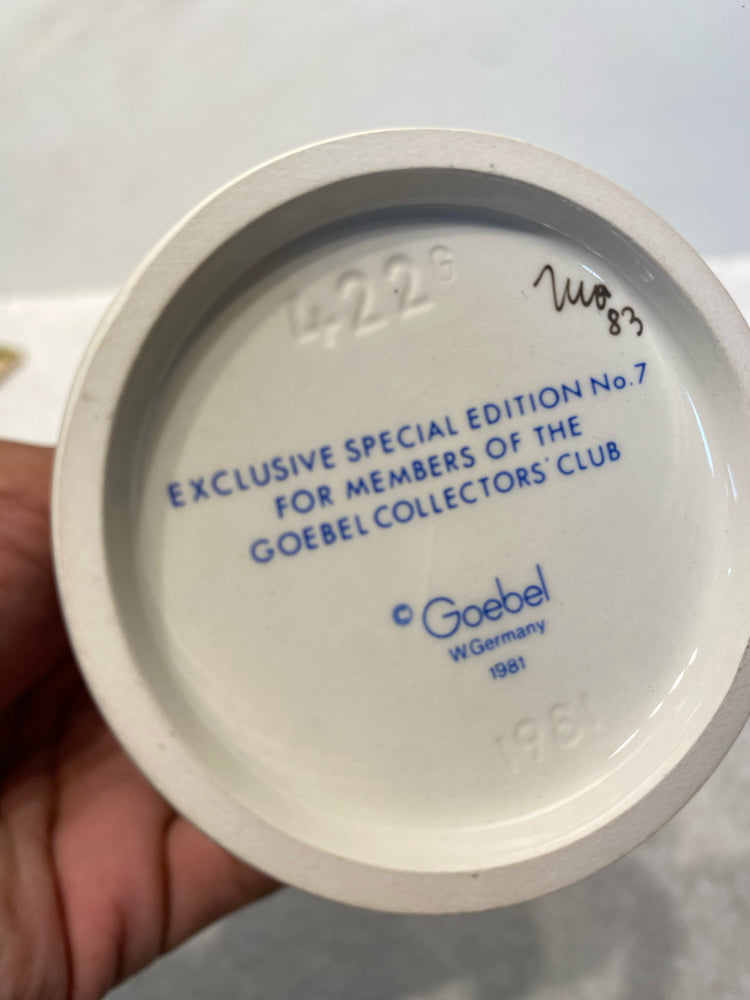 422 G
83
EXCLUSIVE SPECIAL EDITION No. 7
FOR MEMBERS OF THE
GOEBEL COLLECTORS' CLUB
© Goebel
W.Germany
1981
1981